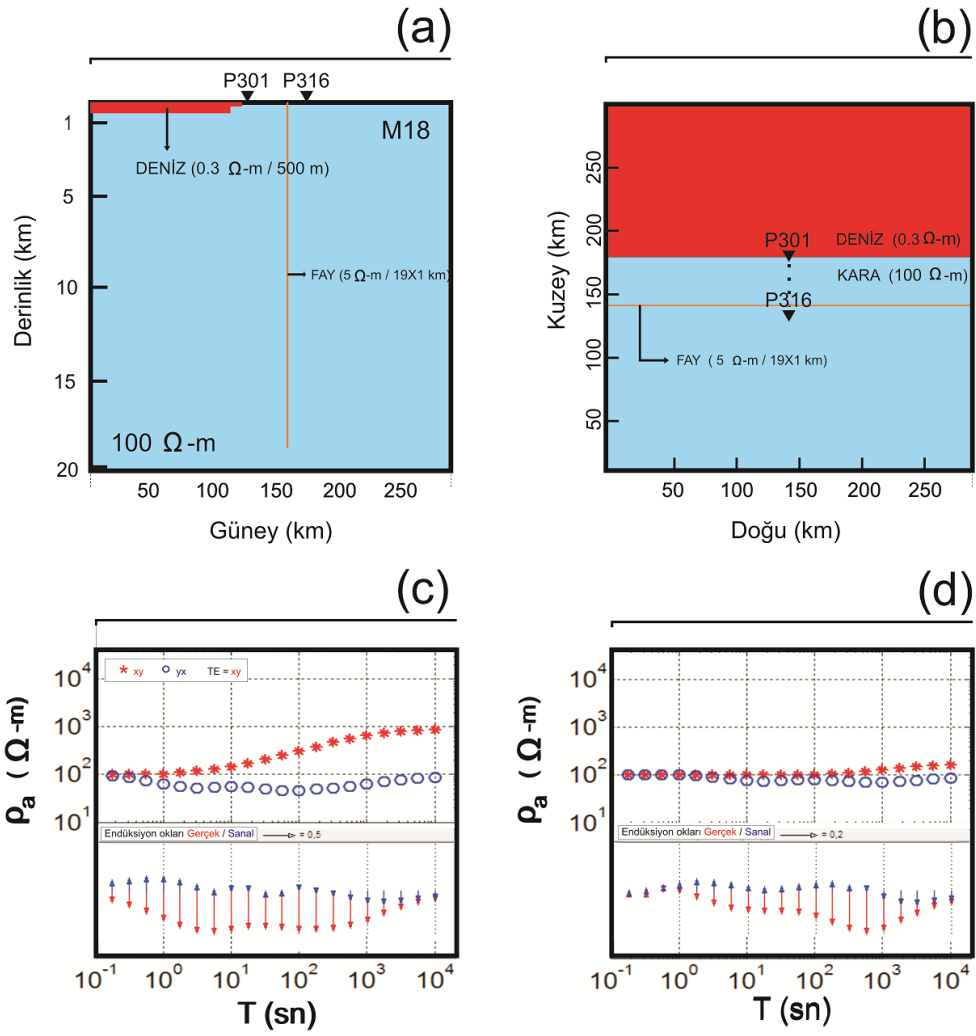 (a)
P301 P316
M18
DENİZ (0.3 Ω-m / 500 m)
FAY (5 Ω-m / 19X1 km)
100 Ω-m
Derinlik (km)
1
5
10
15
20
50 100 150 200 250
Güney (km)
(b)
P301
DENİZ (0.3 Ω-m)
KARA (100 Ω-m)
P316
FAY ( 5 Ω-m / 19X1 km)
Kuzey (km)
250
200
150
100
50
50 100 150 200 250
Doğu (km)
(c)
xy yx TE = xy
ρa ( Ω -m)
10^4
10^3
10^2
10^1
Endüksiyon okları Gerçek / Sanal = 0,5
10^-1 10^0 10^1 10^2 10^3 10^4
T (sn)
(d)
ρa ( Ω -m)
10^4
10^3
10^2
10^1
Endüksiyon okları Gerçek / Sanal = 0,2
10^-1 10^0 10^1 10^2 10^3 10^4
T (sn)